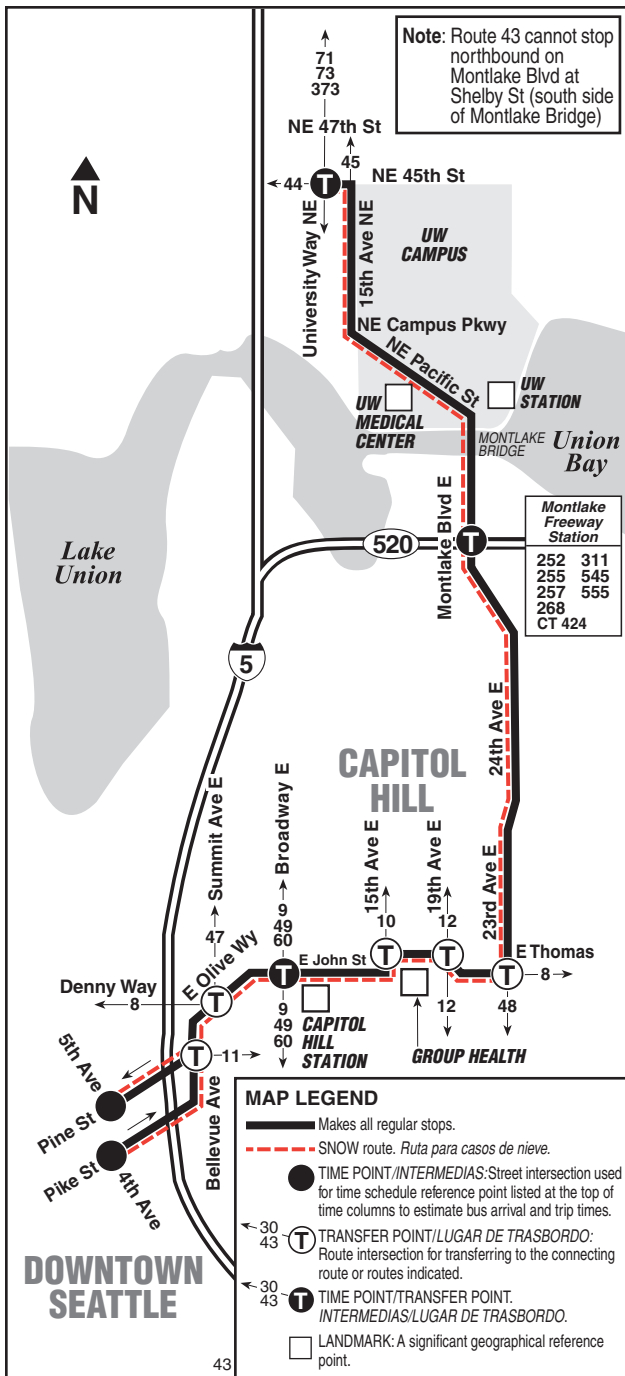 Note: Route 43 cannot stop
northbound on
Montlake Blvd at
Shelby St (south side
of Montlake Bridge)
71
73
373
NE 47th St
45
44
T
NE 45th St
N
University Way NE
15th Ave NE
UW
CAMPUS
NE Campus Pkwy
NE Pacific St
UW
MEDICAL
CENTER
UW
STATION
MONTLAKE
BRIDGE
Union
Bay
Montlake Blvd E
Lake
Union
520
T
Montlake
Freeway
Station
252 311
255 545
257 555
268
CT 424
5
24th Ave E
CAPITOL
HILL
Summit Ave E
Broadway E
15th Ave E
19th Ave E
23rd Ave E
47
9
49
60
10
12
E Olive Wy
E John St
E Thomas
T
T
T
T
T
8
Denny Way
8
9
49
60
12
48
CAPITOL
HILL
STATION
GROUP HEALTH
T
11
5th Ave
Pine St
Pike St
4th Ave
Bellevue Ave
DOWNTOWN
SEATTLE
43
MAP LEGEND
Makes all regular stops.
SNOW route. Ruta para casos de nieve.
TIME POINT/INTERMEDIAS:Street intersection used
for time schedule reference point listed at the top of
time columns to estimate bus arrival and trip times.
30
43
T
TRANSFER POINT/LUGAR DE TRASBORDO:
Route intersection for transferring to the connecting
route or routes indicated.
30
43
T
TIME POINT/TRANSFER POINT.
INTERMEDIAS/LUGAR DE TRASBORDO.
LANDMARK: A significant geographical reference
point.